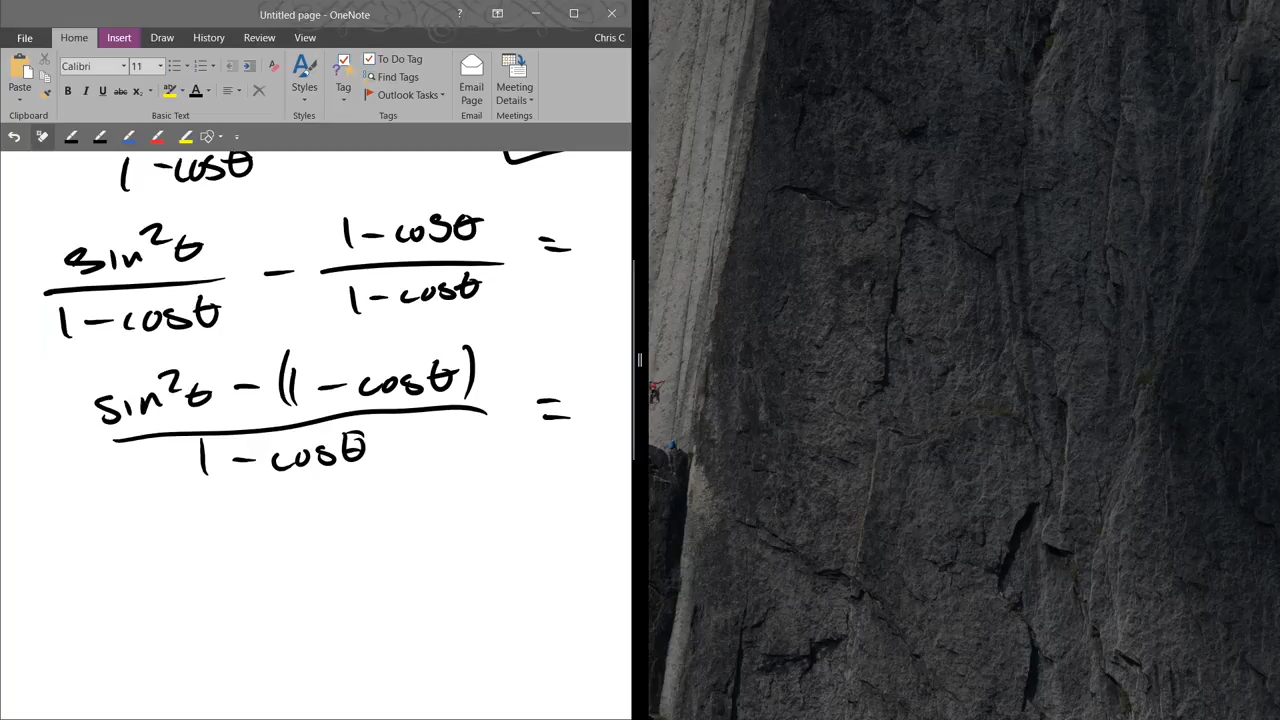 Untitled page - OneNote
?
File Home Insert Draw History Review View Chris C
Paste
Clipboard
Calibri 11
B I U abc x₂ A
Basic Text
A
Styles
Styles
Tag
To Do Tag
Find Tags
Outlook Tasks
Tags
Email
Page
Email
Meeting
Details
Meetings
1 - cosθ
sin²θ / 1 - cosθ - 1 - cosθ / 1 - cosθ =
sin²θ - (1 - cosθ) / 1 - cosθ =